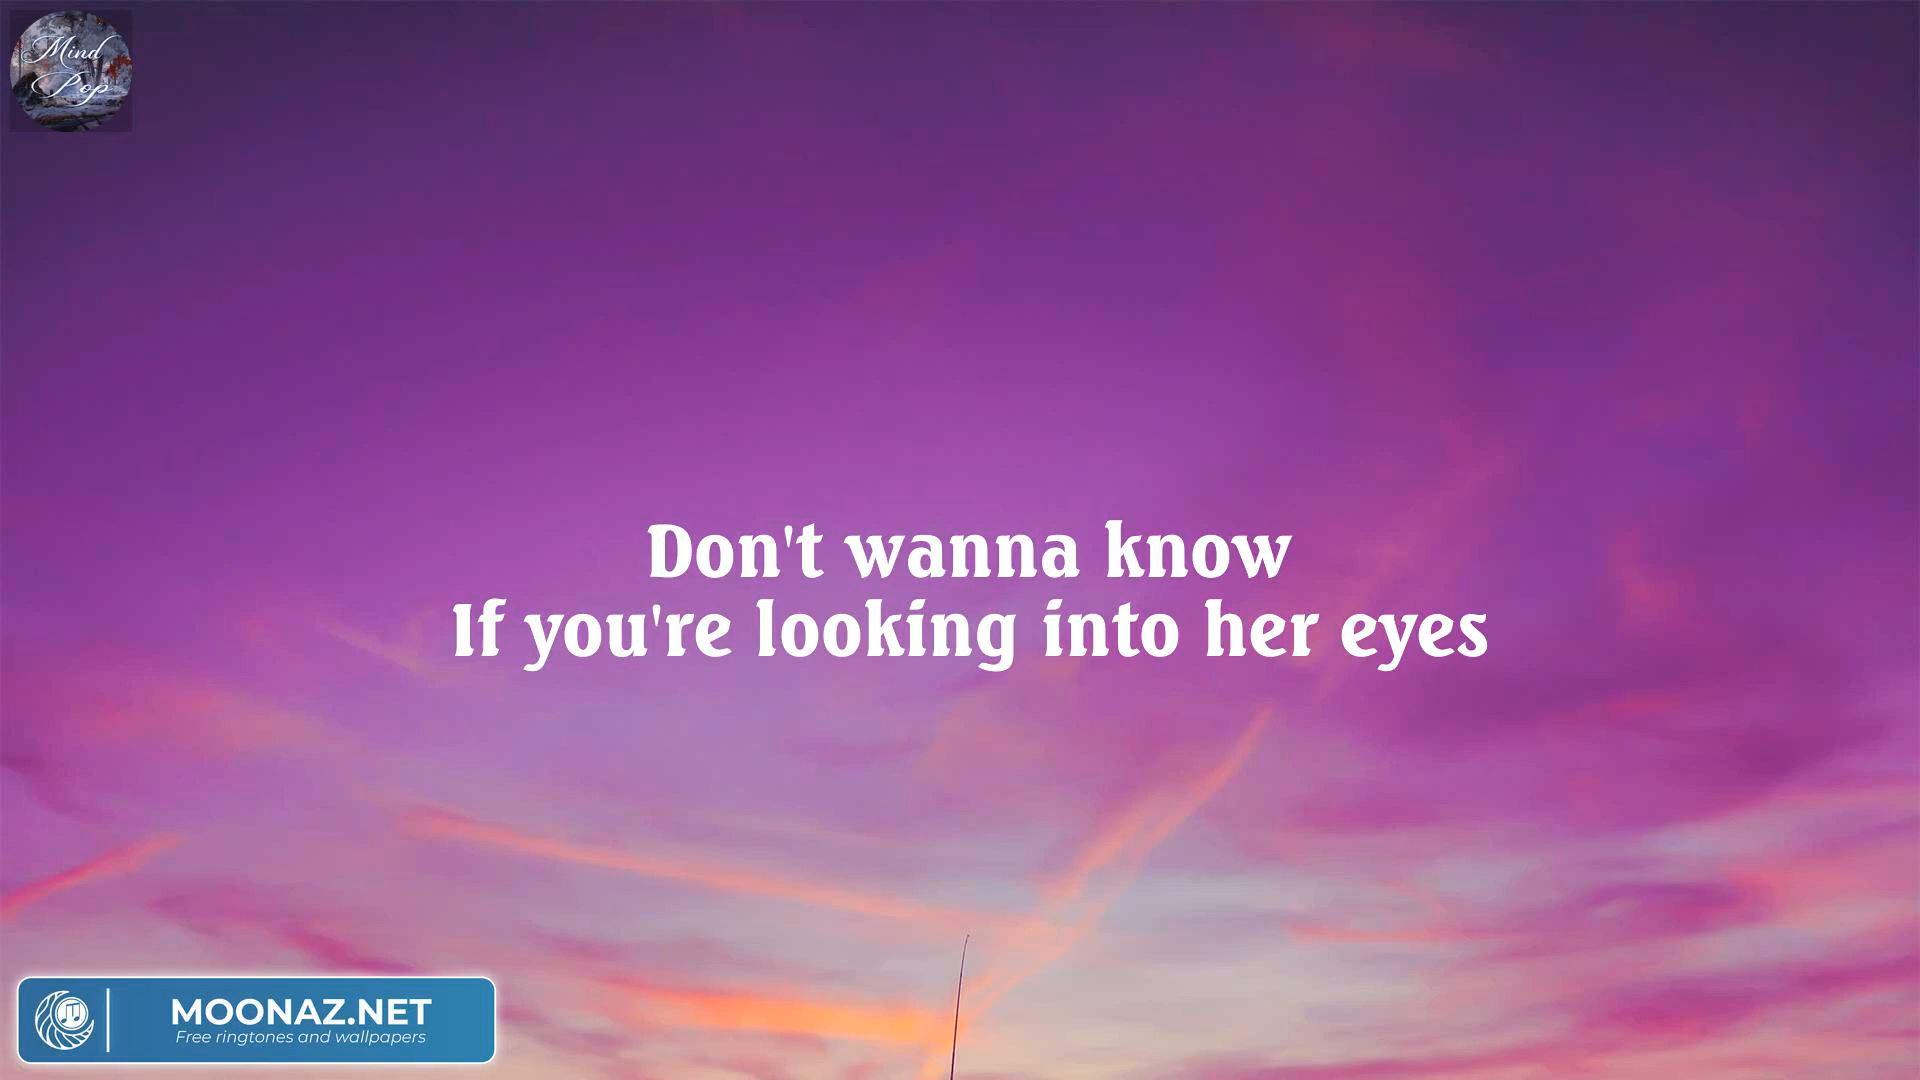 Mind
Pop
Don't wanna know
If you're looking into her eyes
MOONAZ.NET
Free ringtones and wallpapers